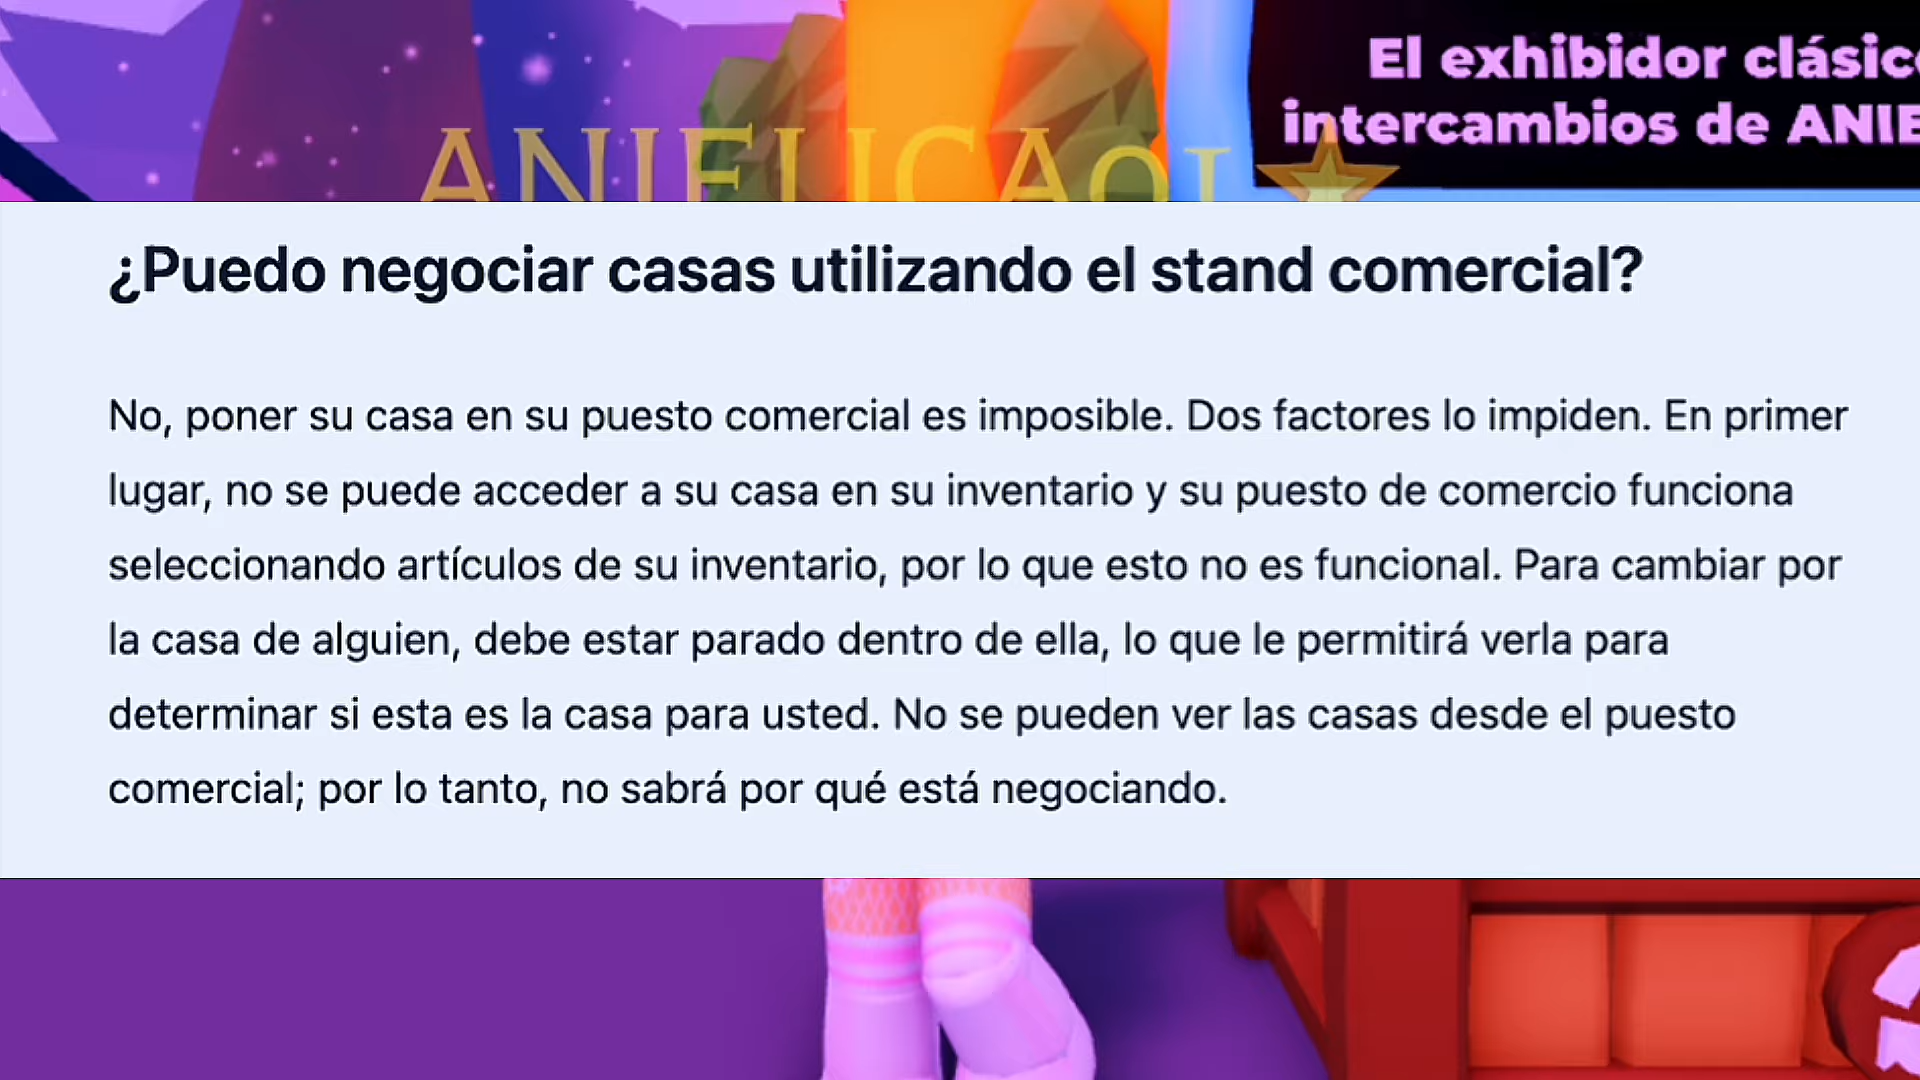 El exhibidor
intercambios de
¿Puedo negociar casas utilizando el stand comercial?
No, poner su casa en su puesto comercial es imposible. Dos factores lo impiden. En primer
lugar, no se puede acceder a su casa en su inventario y su puesto de comercio funciona
seleccionando artículos de su inventario, por lo que esto no es funcional. Para cambiar por
la casa de alguien, debe estar parado dentro de ella, lo que le permitirá verla para
determinar si esta es la casa para usted. No se pueden ver las casas desde el puesto
comercial; por lo tanto, no sabrá por qué está negociando.